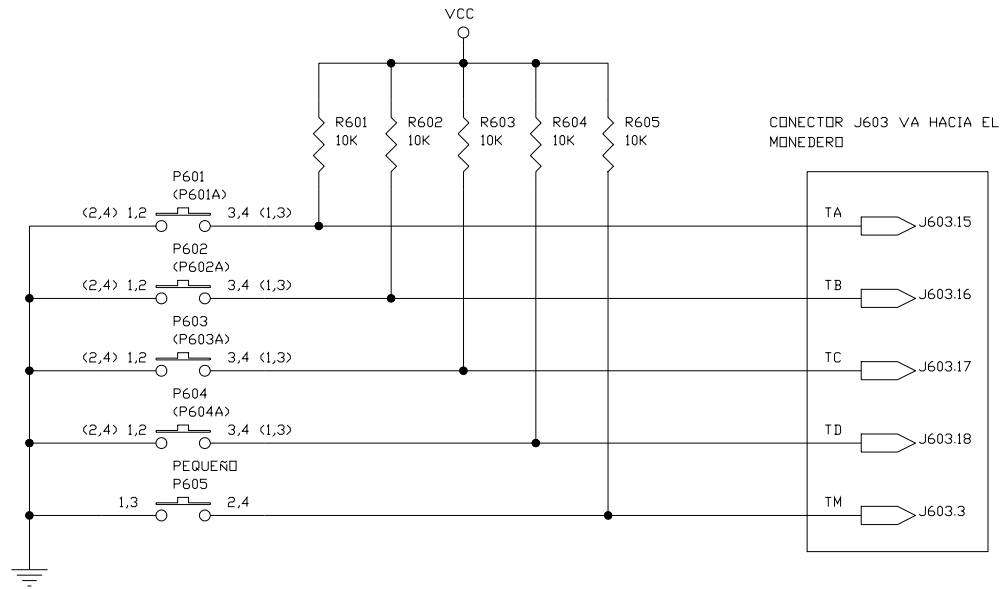 VCC
R601
10K
R602
10K
R603
10K
R604
10K
R605
10K
CONECTOR J603 VA HACIA EL
MONEDERO
P601
(P601A)
(2,4) 1,2
3,4 (1,3)
TA
J603.15
P602
(P602A)
(2,4) 1,2
3,4 (1,3)
TB
J603.16
P603
(P603A)
(2,4) 1,2
3,4 (1,3)
TC
J603.17
P604
(P604A)
(2,4) 1,2
3,4 (1,3)
TD
J603.18
PEQUEÑO
P605
1,3
2,4
TM
J603.3